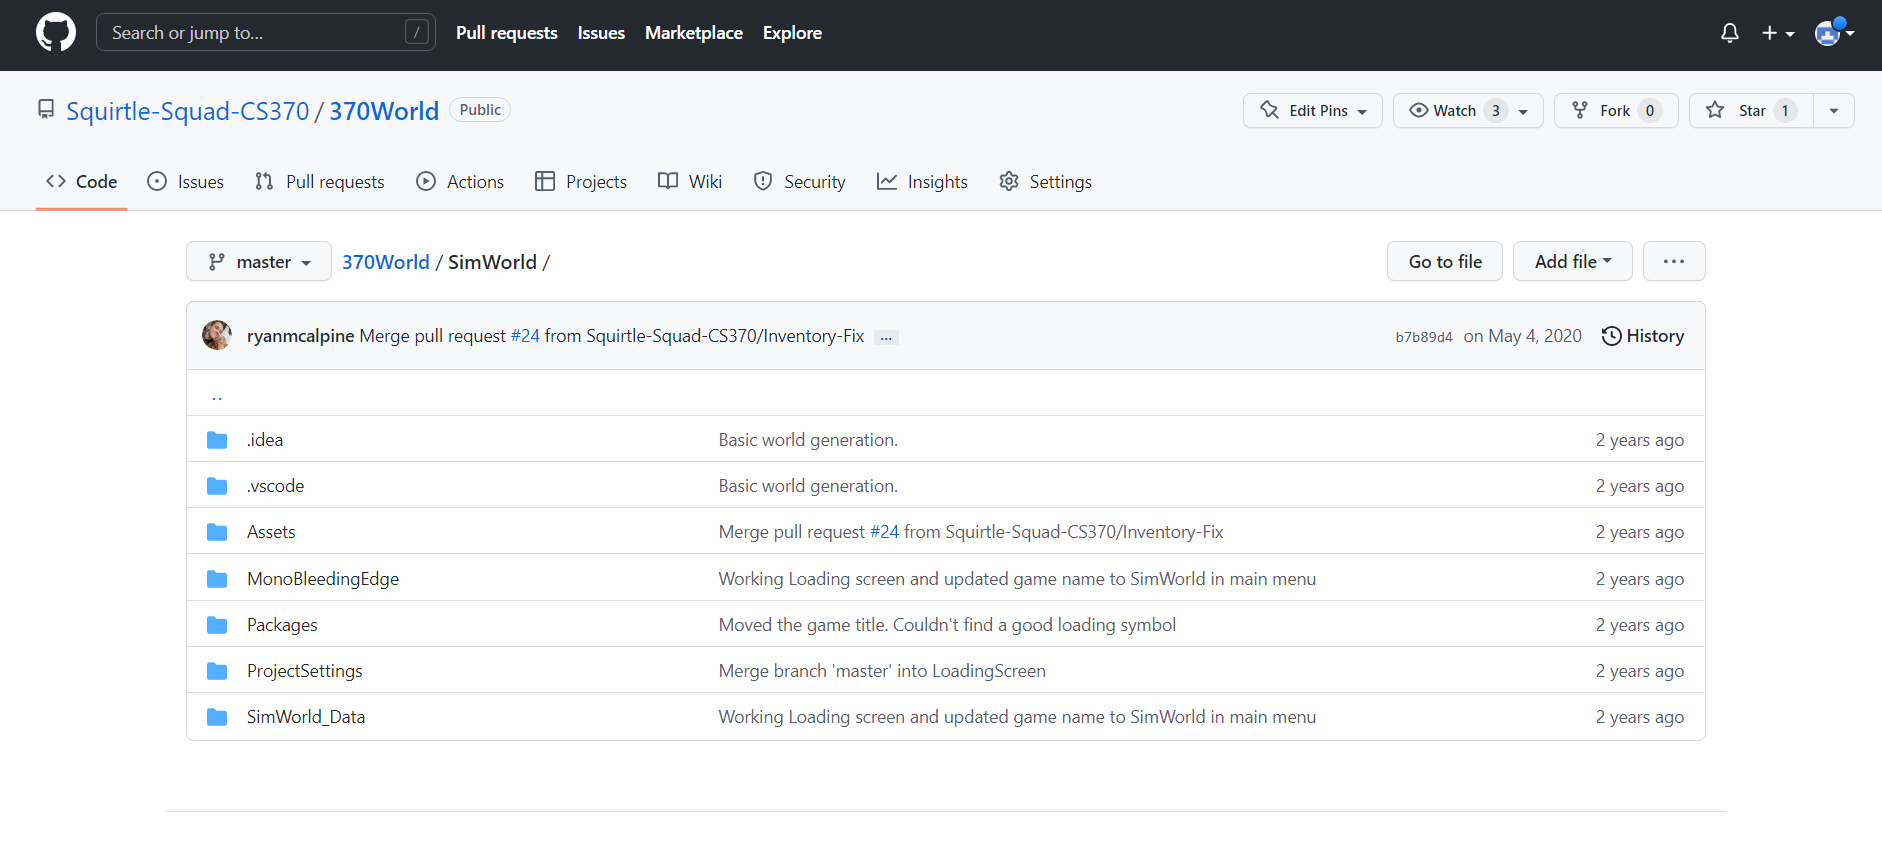 Search or jump to... / Pull requests Issues Marketplace Explore
Squirtle-Squad-CS370 / 370World Public Edit Pins Watch 3 Fork 0 Star 1
Code Issues Pull requests Actions Projects Wiki Security Insights Settings
master 370World / SimWorld / Go to file Add file ...
ryanmcalpine Merge pull request #24 from Squirtle-Squad-CS370/Inventory-Fix ... b7b89d4 on May 4, 2020 History
..
.idea Basic world generation. 2 years ago
.vscode Basic world generation. 2 years ago
Assets Merge pull request #24 from Squirtle-Squad-CS370/Inventory-Fix 2 years ago
MonoBleedingEdge Working Loading screen and updated game name to SimWorld in main menu 2 years ago
Packages Moved the game title. Couldn't find a good loading symbol 2 years ago
ProjectSettings Merge branch 'master' into LoadingScreen 2 years ago
SimWorld_Data Working Loading screen and updated game name to SimWorld in main menu 2 years ago